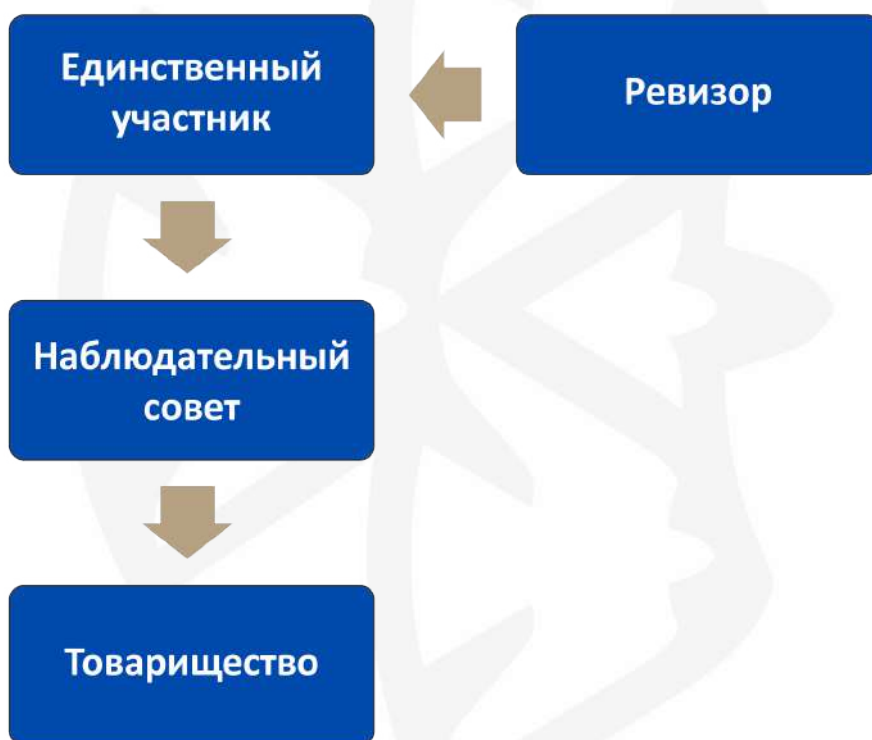 Единственный
участник
Ревизор
Наблюдательный
совет
Товарищество